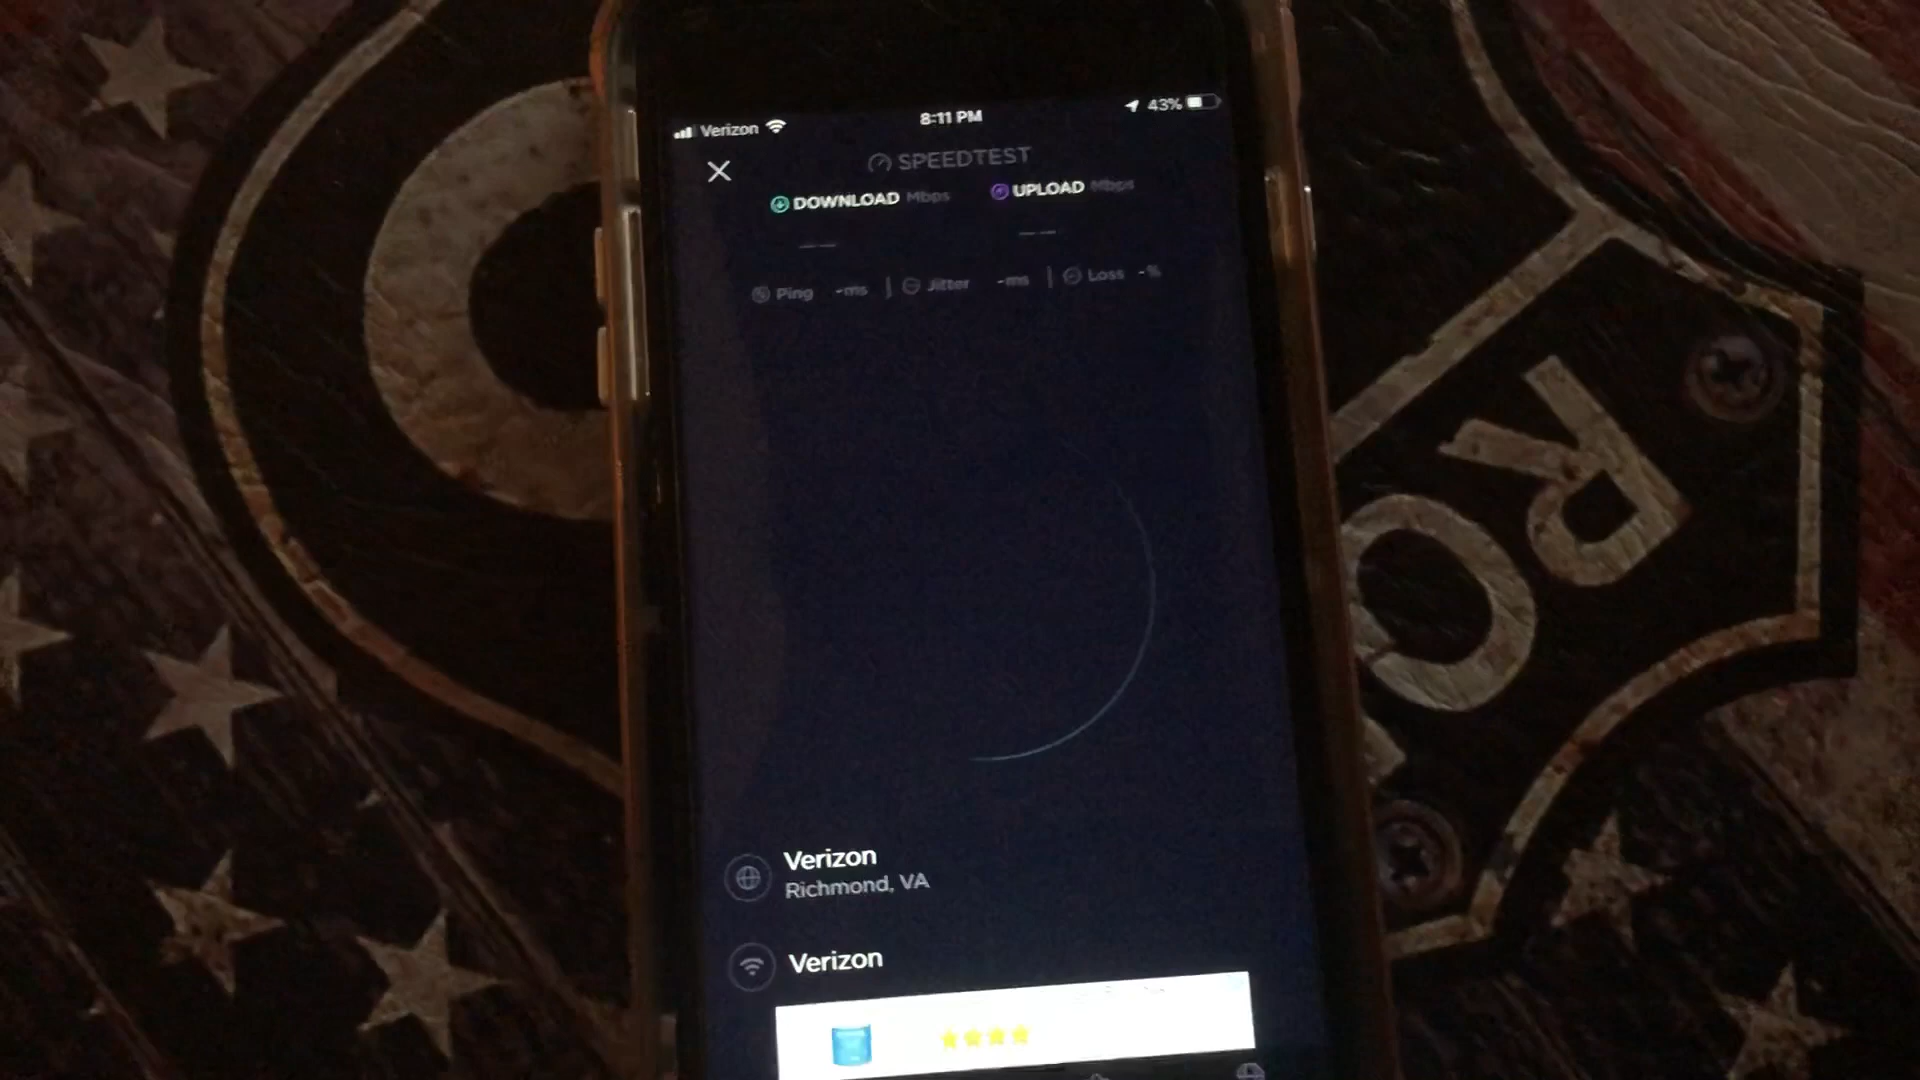 Verizon 8:11 PM 43%
SPEEDTEST
DOWNLOAD Mbps UPLOAD Mbps
— — — —
Ping -ms | Jitter -ms | Loss -%
Verizon
Richmond, VA
Verizon
RO